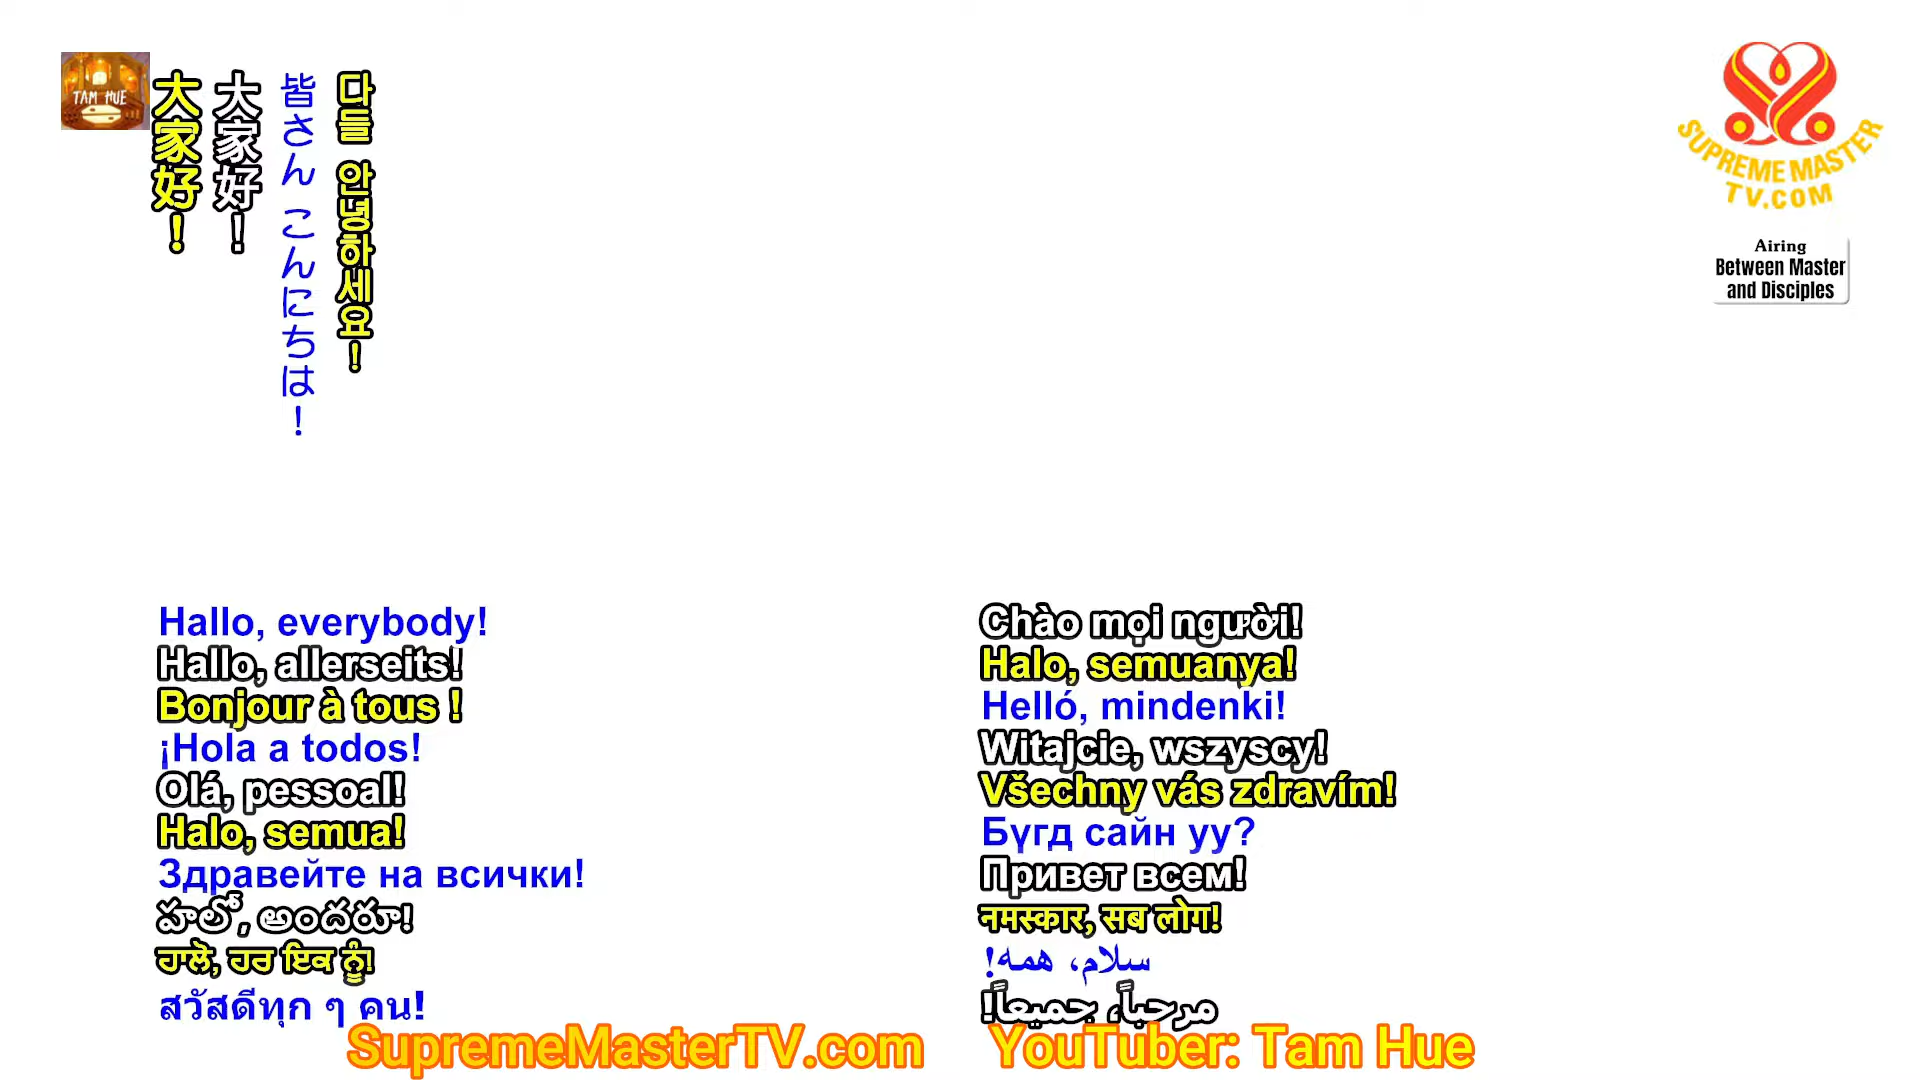 TAM HUE
大家好！
大家好！
皆さん こんにちは！
다들 안녕하세요！
SUPREME MASTER
TV.COM
Airing
Between Master
and Disciples
Hallo, everybody!
Hallo, allerseits!
Bonjour à tous !
¡Hola a todos!
Olá, pessoal!
Halo, semua!
Здравейте на всички!
హలో, అందరూ!
ਹਾਲੋ, ਹਰ ਇਕ ਨੂੰ!
สวัสดีทุก ๆ คน!
Chào mọi người!
Halo, semuanya!
Helló, mindenki!
Witajcie, wszyscy!
Všechny vás zdravím!
Бүгд сайн уу?
Привет всем!
नमस्कार, सब लोग!
سلام، همه!
مرحباً، جميعاً!
SupremeMasterTV.com
YouTuber: Tam Hue